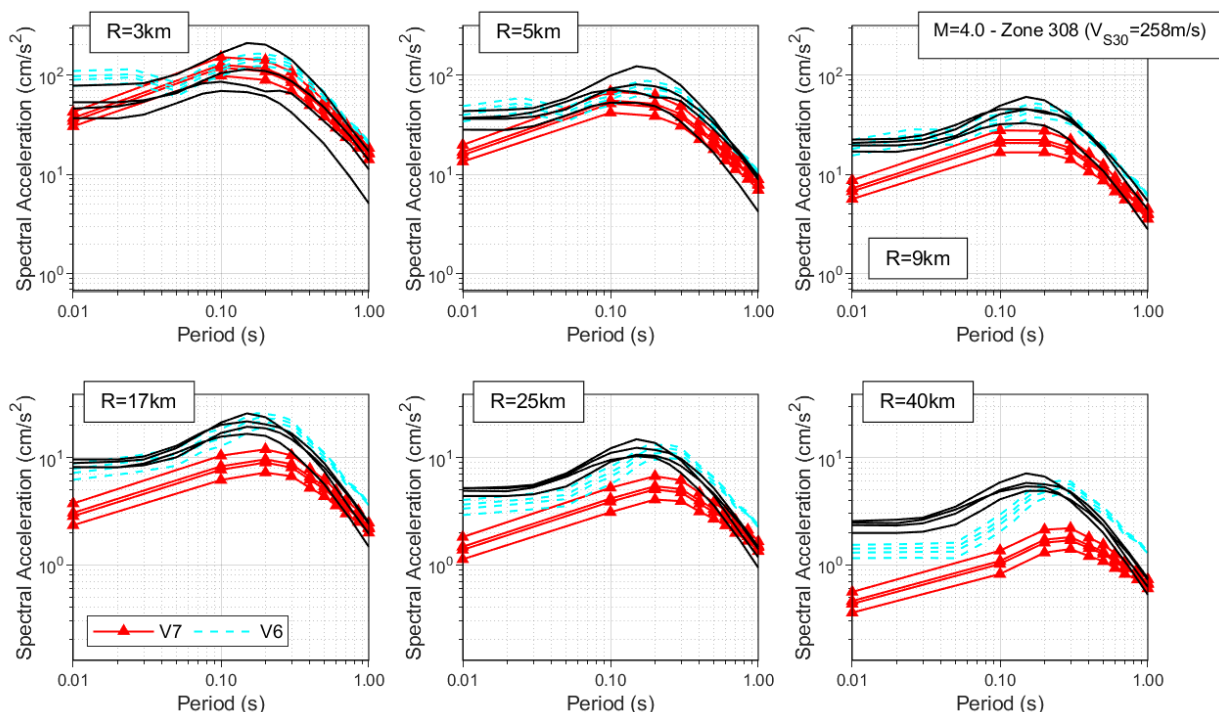 R=3km
R=5km
M=4.0 - Zone 308 (V_S30=258m/s)
Spectral Acceleration (cm/s²)
10²
10¹
10⁰
0.01 0.10 1.00
Period (s)
Spectral Acceleration (cm/s²)
10²
10¹
10⁰
0.01 0.10 1.00
Period (s)
Spectral Acceleration (cm/s²)
10²
10¹
10⁰
R=9km
0.01 0.10 1.00
Period (s)
R=17km
R=25km
R=40km
Spectral Acceleration (cm/s²)
10¹
10⁰
V7 V6
0.01 0.10 1.00
Period (s)
Spectral Acceleration (cm/s²)
10¹
10⁰
0.01 0.10 1.00
Period (s)
Spectral Acceleration (cm/s²)
10¹
10⁰
0.01 0.10 1.00
Period (s)